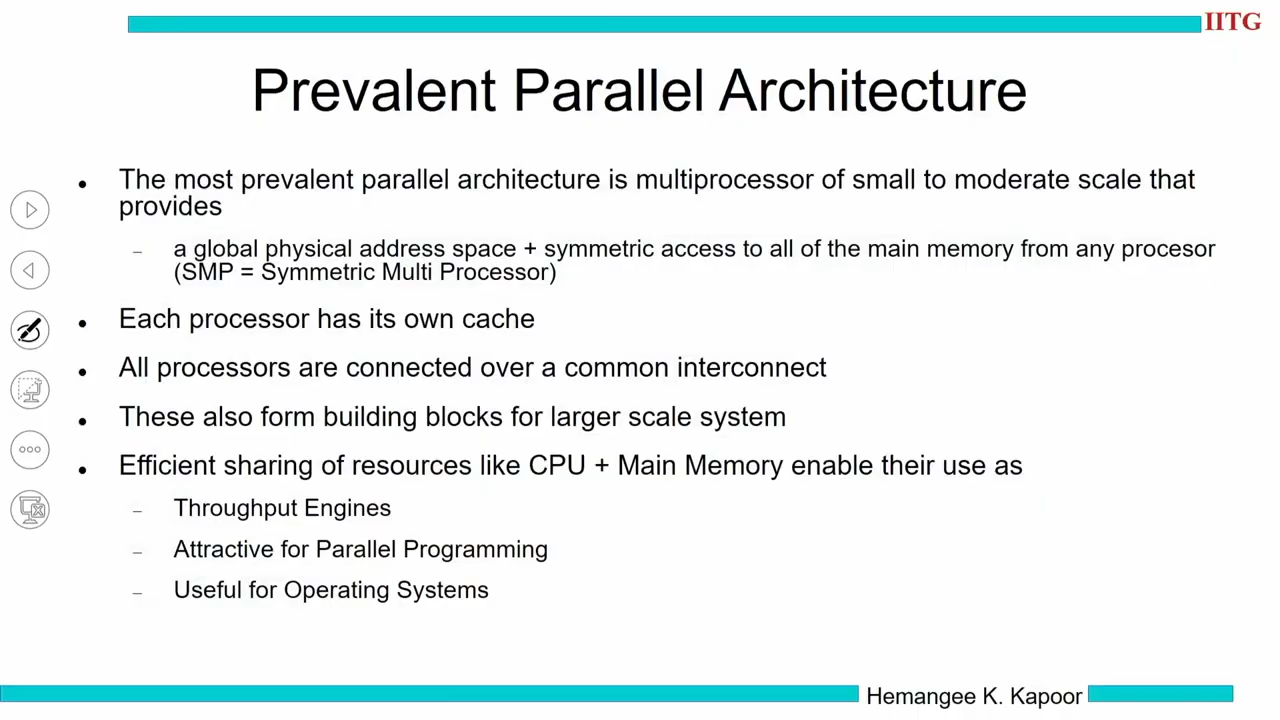 IITG
Prevalent Parallel Architecture
• The most prevalent parallel architecture is multiprocessor of small to moderate scale that
provides
– a global physical address space + symmetric access to all of the main memory from any procesor
(SMP = Symmetric Multi Processor)
• Each processor has its own cache
• All processors are connected over a common interconnect
• These also form building blocks for larger scale system
• Efficient sharing of resources like CPU + Main Memory enable their use as
– Throughput Engines
– Attractive for Parallel Programming
– Useful for Operating Systems
Hemangee K. Kapoor